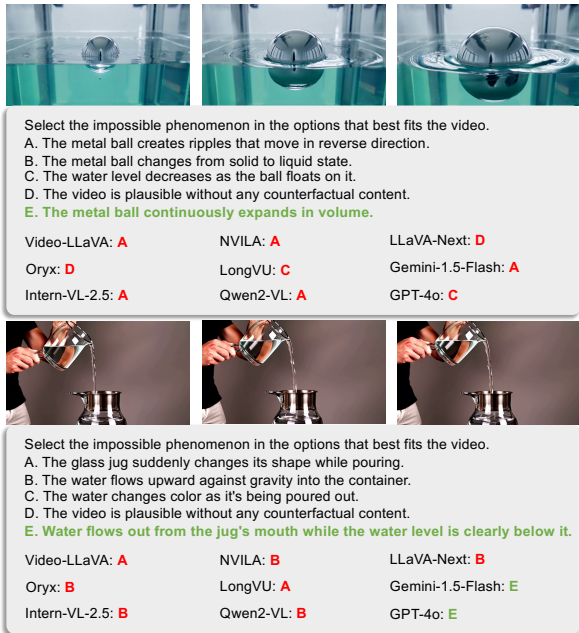 Select the impossible phenomenon in the options that best fits the video.
A. The metal ball creates ripples that move in reverse direction.
B. The metal ball changes from solid to liquid state.
C. The water level decreases as the ball floats on it.
D. The video is plausible without any counterfactual content.
E. The metal ball continuously expands in volume.
Video-LLaVA: A NVILA: A LLaVA-Next: D
Oryx: D LongVU: C Gemini-1.5-Flash: A
Intern-VL-2.5: A Qwen2-VL: A GPT-4o: C
Select the impossible phenomenon in the options that best fits the video.
A. The glass jug suddenly changes its shape while pouring.
B. The water flows upward against gravity into the container.
C. The water changes color as it's being poured out.
D. The video is plausible without any counterfactual content.
E. Water flows out from the jug's mouth while the water level is clearly below it.
Video-LLaVA: A NVILA: B LLaVA-Next: B
Oryx: B LongVU: A Gemini-1.5-Flash: E
Intern-VL-2.5: B Qwen2-VL: B GPT-4o: E